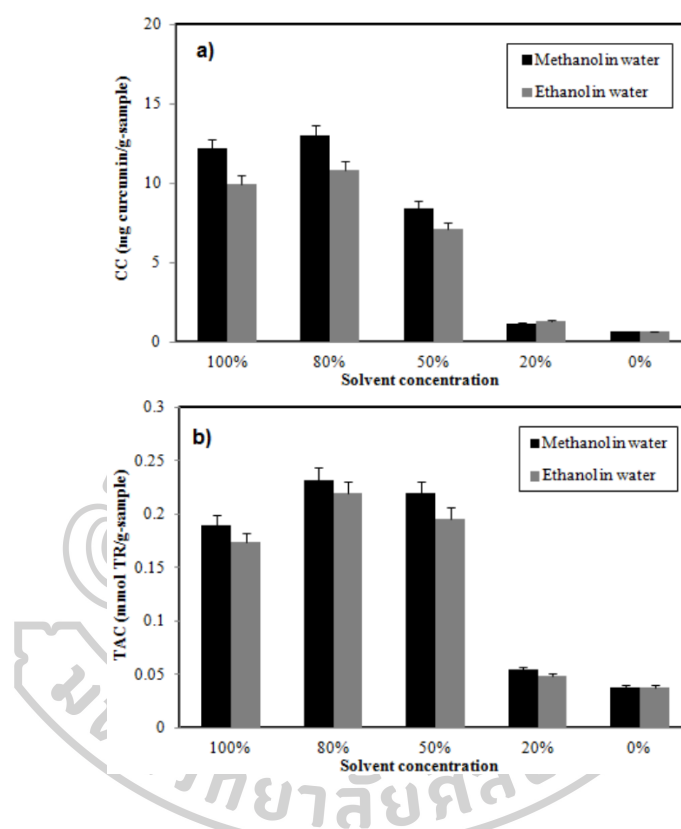 20
a)
Methanol in water
Ethanol in water
15
10
5
0
CC (mg curcumin/g-sample)
100% 80% 50% 20% 0%
Solvent concentration
0.3
b)
Methanol in water
Ethanol in water
0.25
0.2
0.15
0.1
0.05
0
TAC (mmol TR/g-sample)
100% 80% 50% 20% 0%
Solvent concentration